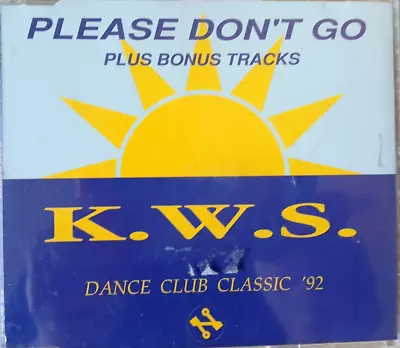 PLEASE DON'T GO
PLUS BONUS TRACKS
K.W.S.
DANCE CLUB CLASSIC '92
N